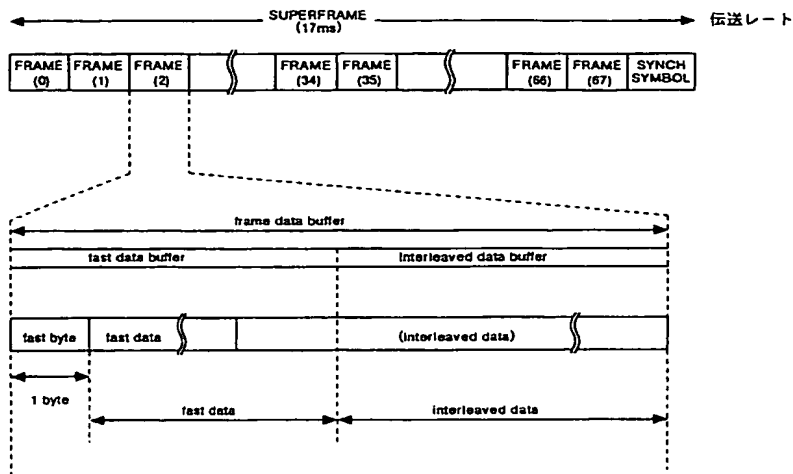 SUPERFRAME
(17ms)
伝送レート
FRAME (0) FRAME (1) FRAME (2) FRAME (34) FRAME (35) FRAME (66) FRAME (67) SYNCH SYMBOL
frame data buffer
fast data buffer interleaved data buffer
fast byte fast data (interleaved data)
1 byte
fast data interleaved data